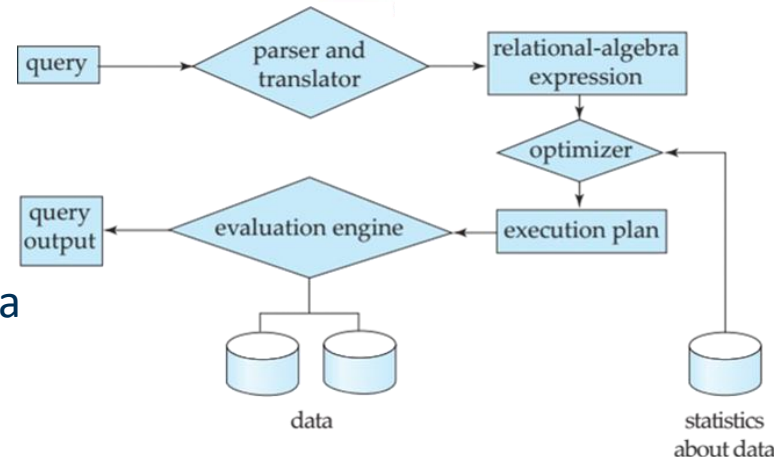 query
parser and
translator
relational-algebra
expression
optimizer
query
output
evaluation engine
execution plan
a
data
statistics
about data